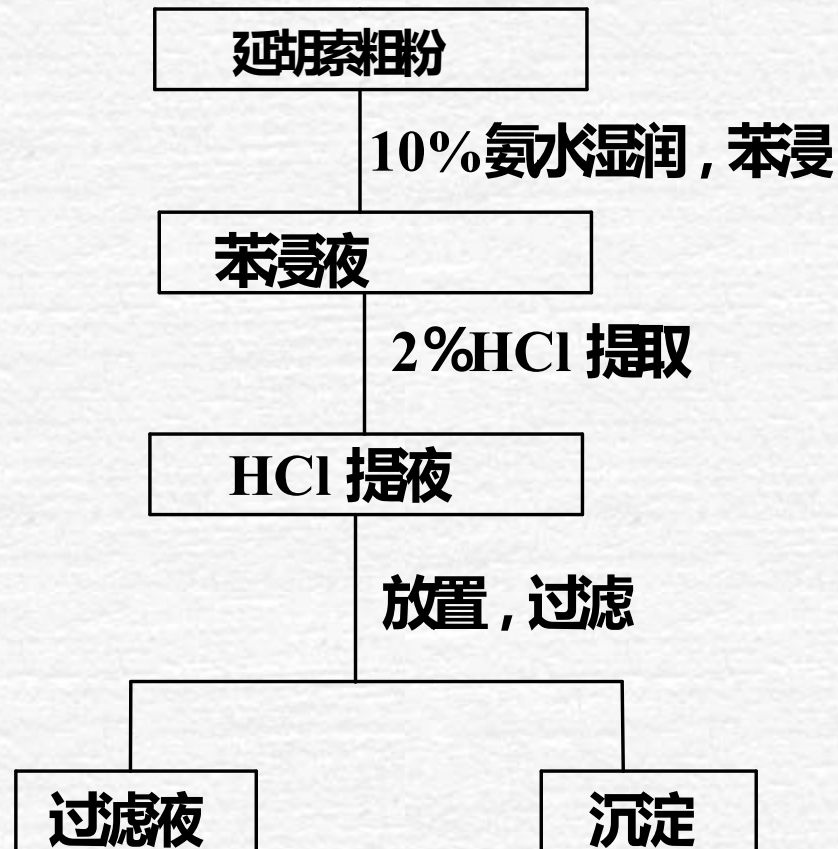 延胡索粗粉
10%氨水湿润，苯浸
苯浸液
2%HCl 提取
HCl 提液
放置，过滤
过滤液
沉淀